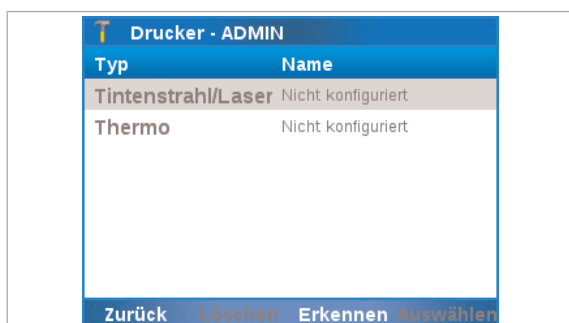 Drucker - ADMIN
Typ Name
Tintenstrahl/Laser Nicht konfiguriert
Thermo Nicht konfiguriert
Zurück Löschen Erkennen Auswählen